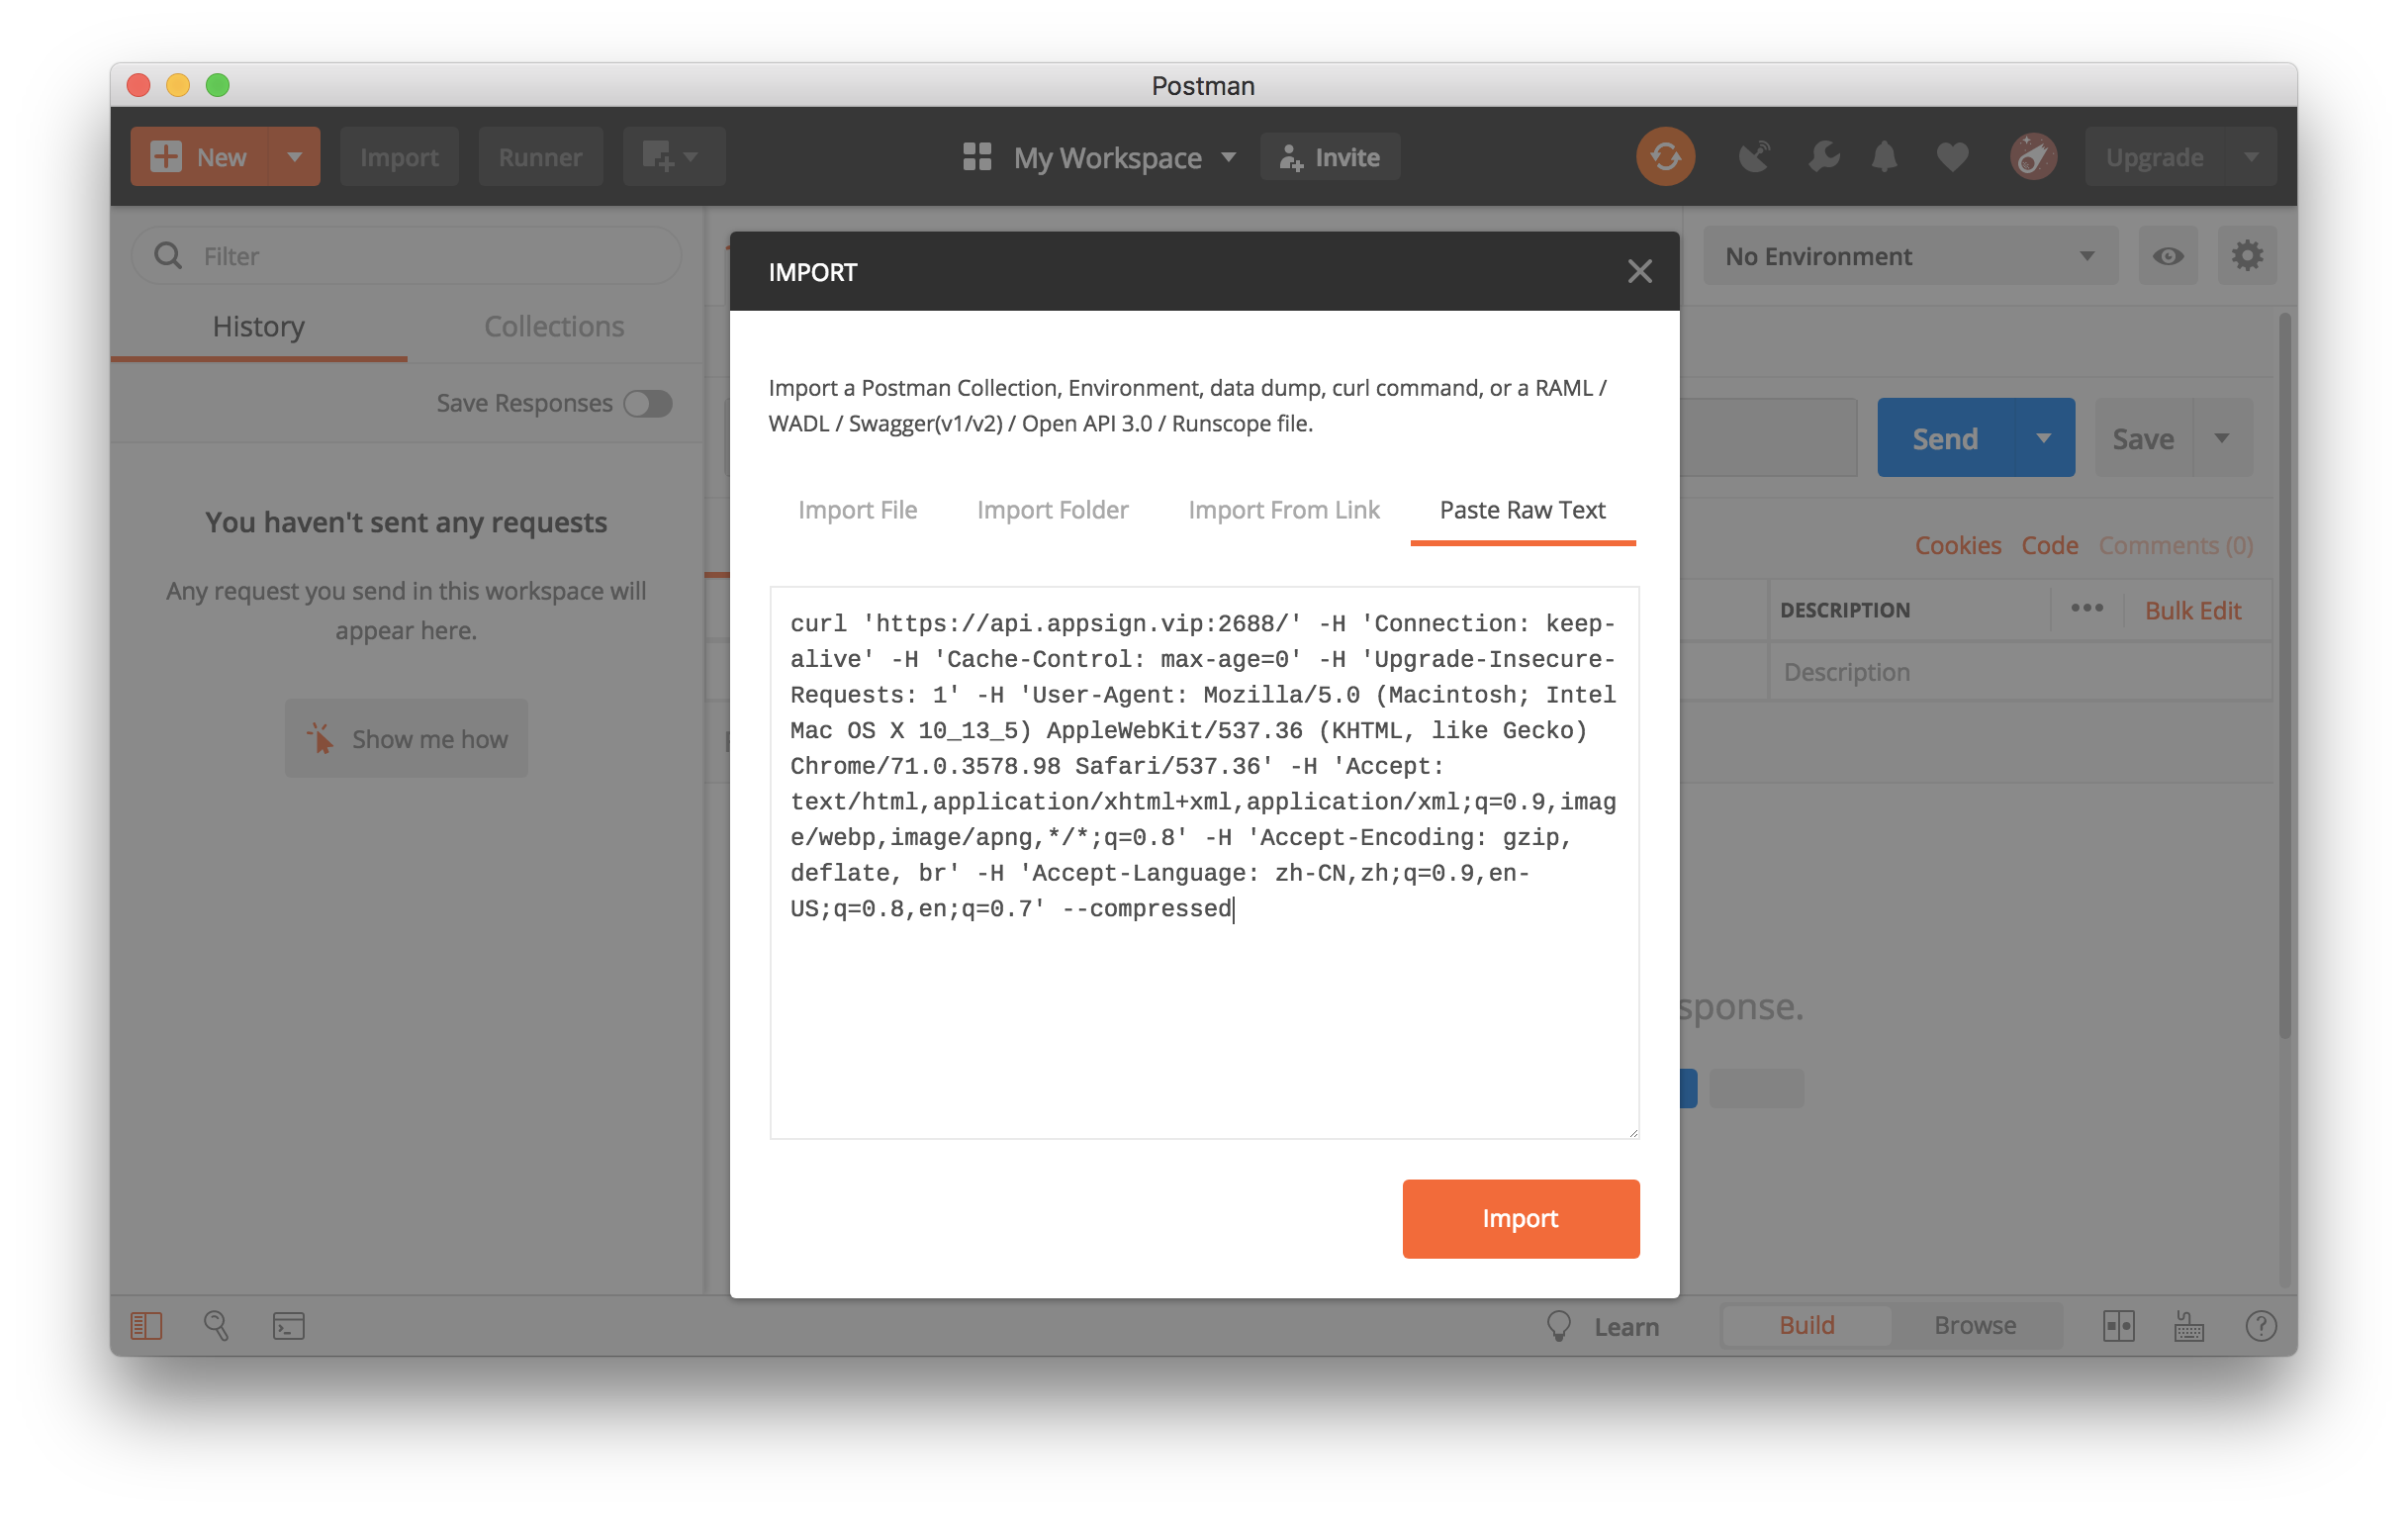 Postman
New
Import
Runner
My Workspace
Invite
Upgrade
Filter
History
Collections
Save Responses
You haven't sent any requests
Any request you send in this workspace will
appear here.
Show me how
IMPORT
Import a Postman Collection, Environment, data dump, curl command, or a RAML /
WADL / Swagger(v1/v2) / Open API 3.0 / Runscope file.
Import File
Import Folder
Import From Link
Paste Raw Text
curl 'https://api.appsign.vip:2688/' -H 'Connection: keep-
alive' -H 'Cache-Control: max-age=0' -H 'Upgrade-Insecure-
Requests: 1' -H 'User-Agent: Mozilla/5.0 (Macintosh; Intel
Mac OS X 10_13_5) AppleWebKit/537.36 (KHTML, like Gecko)
Chrome/71.0.3578.98 Safari/537.36' -H 'Accept:
text/html,application/xhtml+xml,application/xml;q=0.9,imag
e/webp,image/apng,*/*;q=0.8' -H 'Accept-Encoding: gzip,
deflate, br' -H 'Accept-Language: zh-CN,zh;q=0.9,en-
US;q=0.8,en;q=0.7' --compressed
Import
No Environment
Send
Save
Cookies
Code
Comments (0)
DESCRIPTION
Bulk Edit
Description
sponse.
Learn
Build
Browse